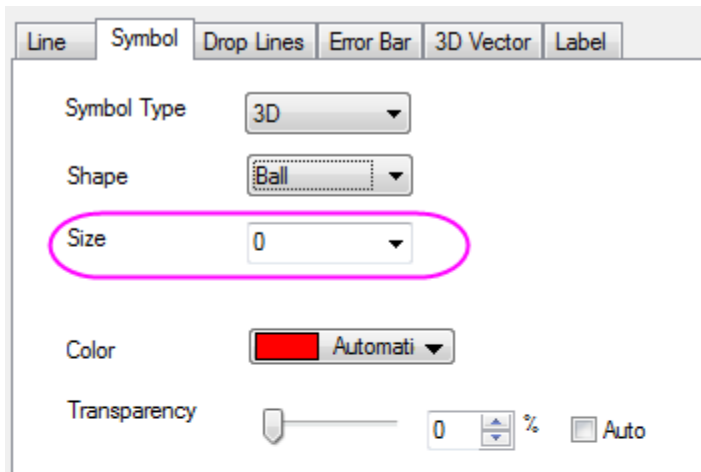 Line Symbol Drop Lines Error Bar 3D Vector Label
Symbol Type 3D
Shape Ball
Size 0
Color Automati
Transparency 0 % Auto